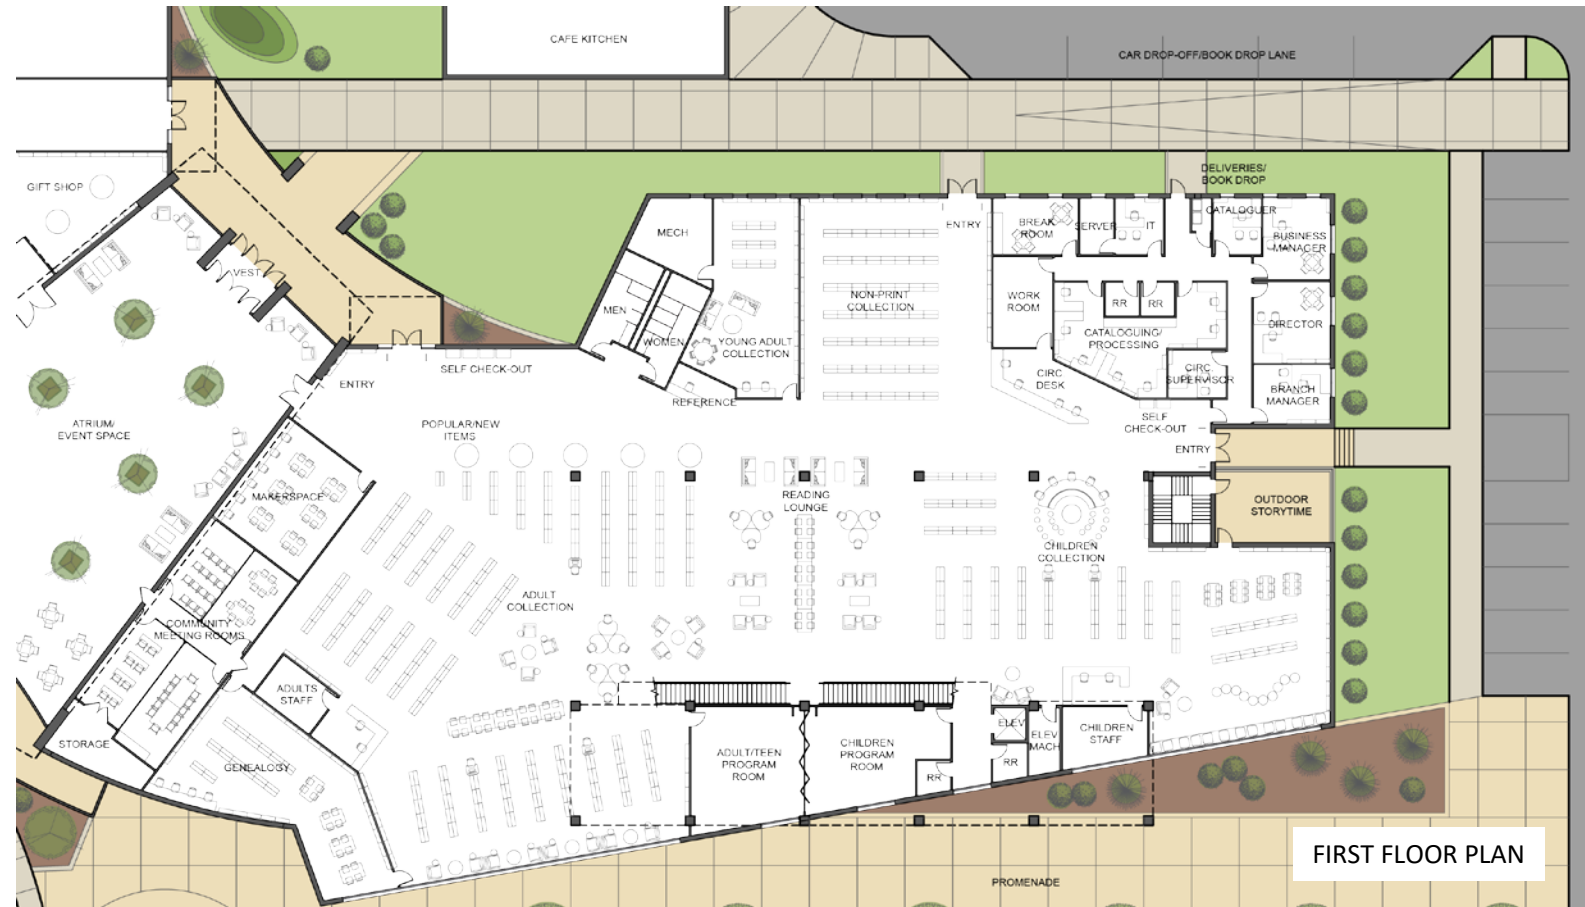 CAFE KITCHEN
CAR DROP-OFF/BOOK DROP LANE
DELIVERIES/
BOOK DROP
GIFT SHOP
MECH
ENTRY
BREAK
ROOM
SERVER
IT
CATALOGUER
BUSINESS
MANAGER
VEST
MEN
WOMEN
YOUNG ADULT
COLLECTION
NON-PRINT
COLLECTION
WORK
ROOM
RR
RR
CATALOGUING/
PROCESSING
DIRECTOR
SELF CHECK-OUT
ENTRY
REFERENCE
CIRC
DESK
CIRC
SUPERVISOR
BRANCH
MANAGER
ATRIUM/
EVENT SPACE
POPULAR/NEW
ITEMS
SELF
CHECK-OUT
ENTRY
MAKERSPACE
READING
LOUNGE
OUTDOOR
STORYTIME
CHILDREN
COLLECTION
ADULT
COLLECTION
COMMUNITY
MEETING ROOMS
ADULTS
STAFF
STORAGE
GENEALOGY
ADULT/TEEN
PROGRAM
ROOM
CHILDREN
PROGRAM
ROOM
RR
ELEV
RR
ELEV
MACH
CHILDREN
STAFF
FIRST FLOOR PLAN
PROMENADE